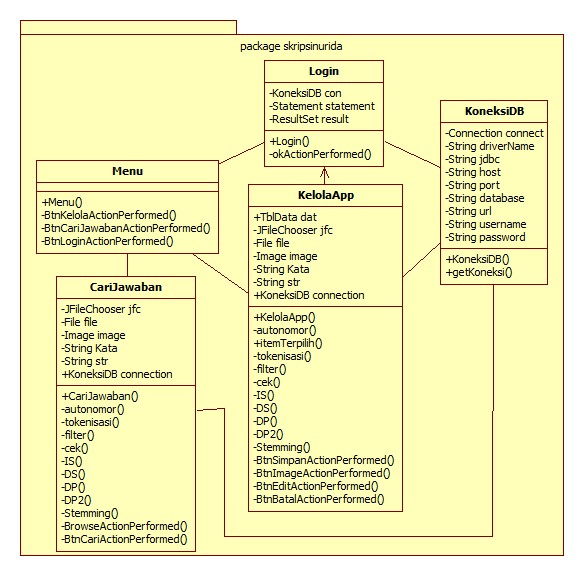 package skripsinurida
Login
-KoneksiDB con
-Statement statement
-ResultSet result
+Login()
-okActionPerformed()
KoneksiDB
-Connection connect
-String driverName
-String jdbc
-String host
-String port
-String database
-String url
-String username
-String password
+KoneksiDB()
+getKoneksi()
Menu
+Menu()
-BtnKelolaActionPerformed()
-BtnCariJawabanActionPerformed()
-BtnLoginActionPerformed()
KelolaApp
+TblData dat
-JFileChooser jfc
-File file
-Image image
-String Kata
-String str
+KoneksiDB connection
+KelolaApp()
-autonomor()
+itemTerpilih()
-tokenisasi()
-filter()
-cek()
-IS()
-DS()
-DP()
-DP2()
-Stemming()
-BtnSimpanActionPerformed()
-BtnImageActionPerformed()
-BtnEditActionPerformed()
-BtnBatalActionPerformed()
CariJawaban
-JFileChooser jfc
-File file
-Image image
-String Kata
-String str
+KoneksiDB connection
+CariJawaban()
-autonomor()
-tokenisasi()
-filter()
-cek()
-IS()
-DS()
-DP()
-DP2()
-Stemming()
-BrowseActionPerformed()
-BtnCariActionPerformed()